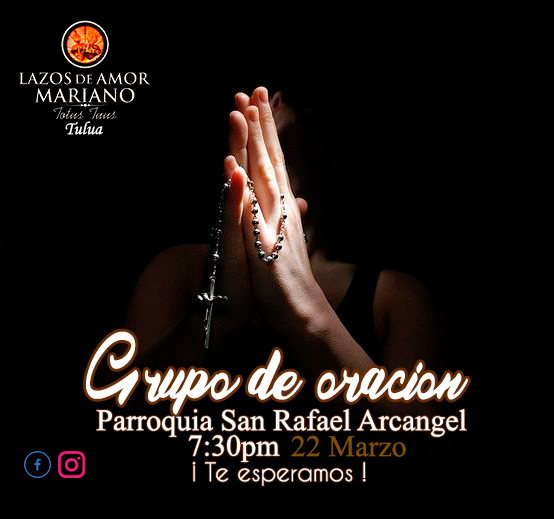 LAZOS DE AMOR
MARIANO
Totus Tuus
Tulua
Grupo de oracion
Parroquia San Rafael Arcangel
7:30pm 22 Marzo
¡ Te esperamos !